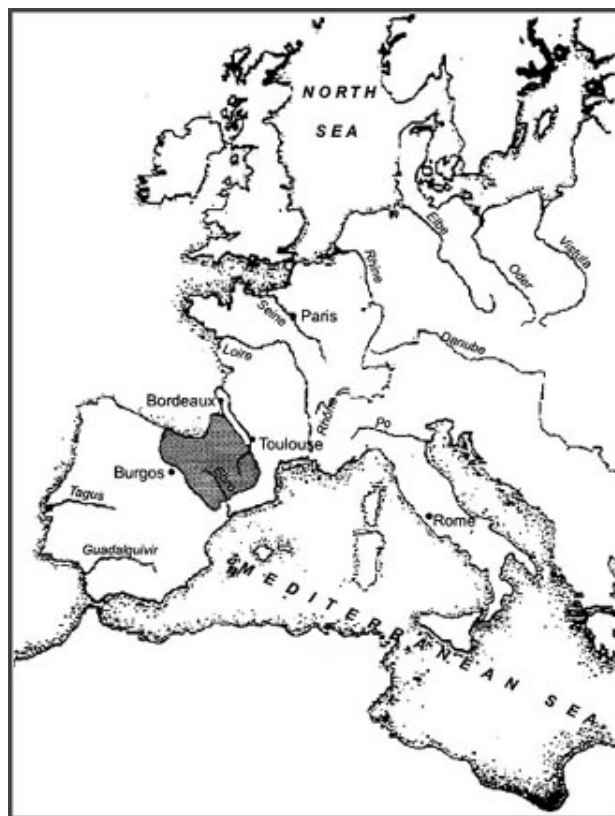 NORTH
SEA
Elbe
Oder
Vistula
Rhine
Seine
Paris
Loire
Danube
Rhône
Po
Bordeaux
Toulouse
Burgos
Ebro
Tagus
Rome
Guadalguivir
MEDITERRANEAN SEA